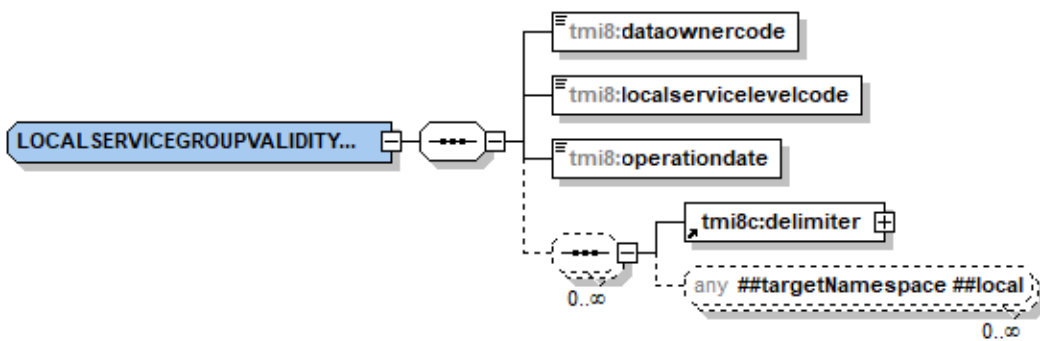 tmi8:dataownercode
tmi8:localservicelevelcode
LOCALSERVICEGROUPVALIDITY...
tmi8:operationdate
tmi8c:delimiter
0..∞
any ##targetNamespace ##local
0..∞